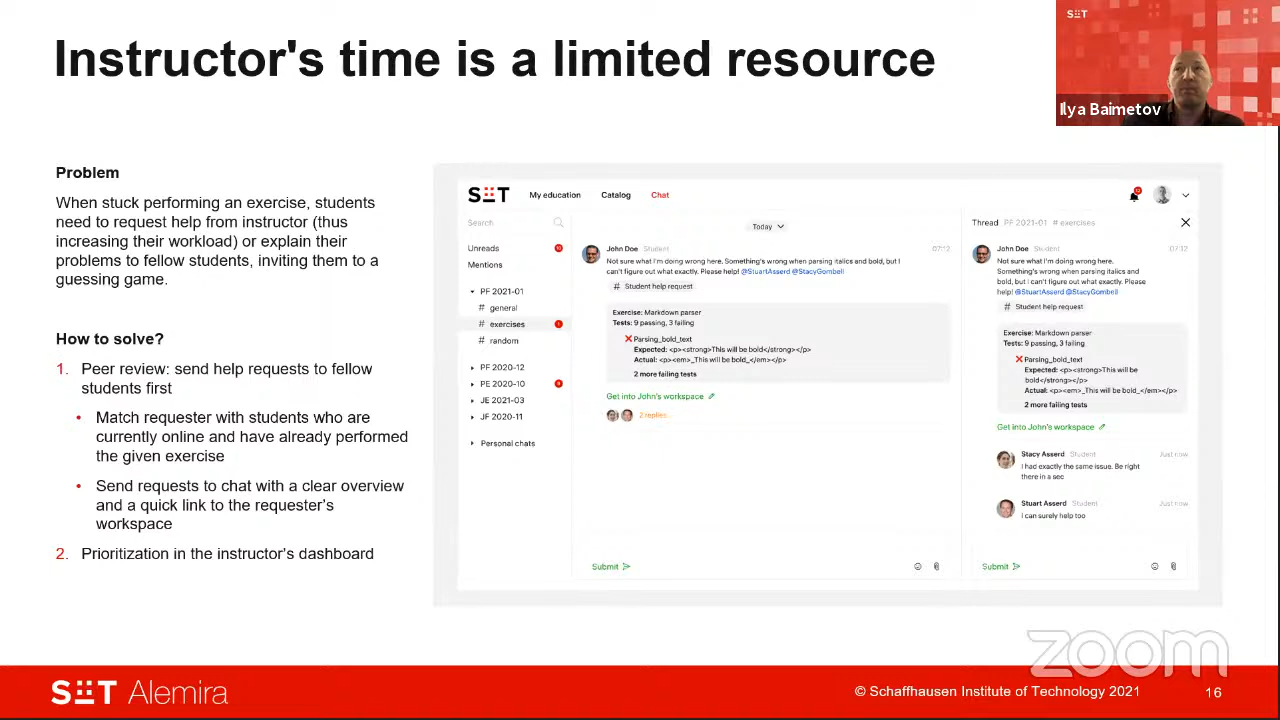 Instructor's time is a limited resource
SIT
Ilya Baimetov
Problem
When stuck performing an exercise, students
need to request help from instructor (thus
increasing their workload) or explain their
problems to fellow students, inviting them to a
guessing game.
How to solve?
1. Peer review: send help requests to fellow
students first
• Match requester with students who are
currently online and have already performed
the given exercise
• Send requests to chat with a clear overview
and a quick link to the requester's
workspace
2. Prioritization in the instructor's dashboard
SIT My education Catalog Chat
Search
Unreads
Mentions
PF 2021-01
# general
# exercises
# random
PF 2020-12
PE 2020-10
JE 2021-03
JF 2020-11
Personal chats
Today
John Doe Student 07:12
Not sure what I'm doing wrong here. Something's wrong when parsing italics and bold, but I
can't figure out what exactly. Please help! @StuartAsserd @StacyGombell
# Student help request
Exercise: Markdown parser
Tests: 9 passing, 3 failing
Parsing_bold_text
Expected: <p><strong>This will be bold</strong></p>
Actual: <p><em>_This will be bold_</em></p>
2 more failing tests
Get into John's workspace
2 replies...
Submit
Thread PF 2021-01 # exercises
John Doe Student 07:12
Not sure what I'm doing wrong here.
Something's wrong when parsing italics and
bold, but I can't figure out what exactly. Please
help! @StuartAsserd @StacyGombell
# Student help request
Exercise: Markdown parser
Tests: 9 passing, 3 failing
Parsing_bold_text
Expected: <p><strong>This will be
bold</strong></p>
Actual: <p><em>_This will be bold_</em></p>
2 more failing tests
Get into John's workspace
Stacy Asserd Student Just now
I had exactly the same issue. Be right
there in a sec
Stuart Asserd Student Just now
I can surely help too
Submit
zoom
SIT Alemira
© Schaffhausen Institute of Technology 2021
16